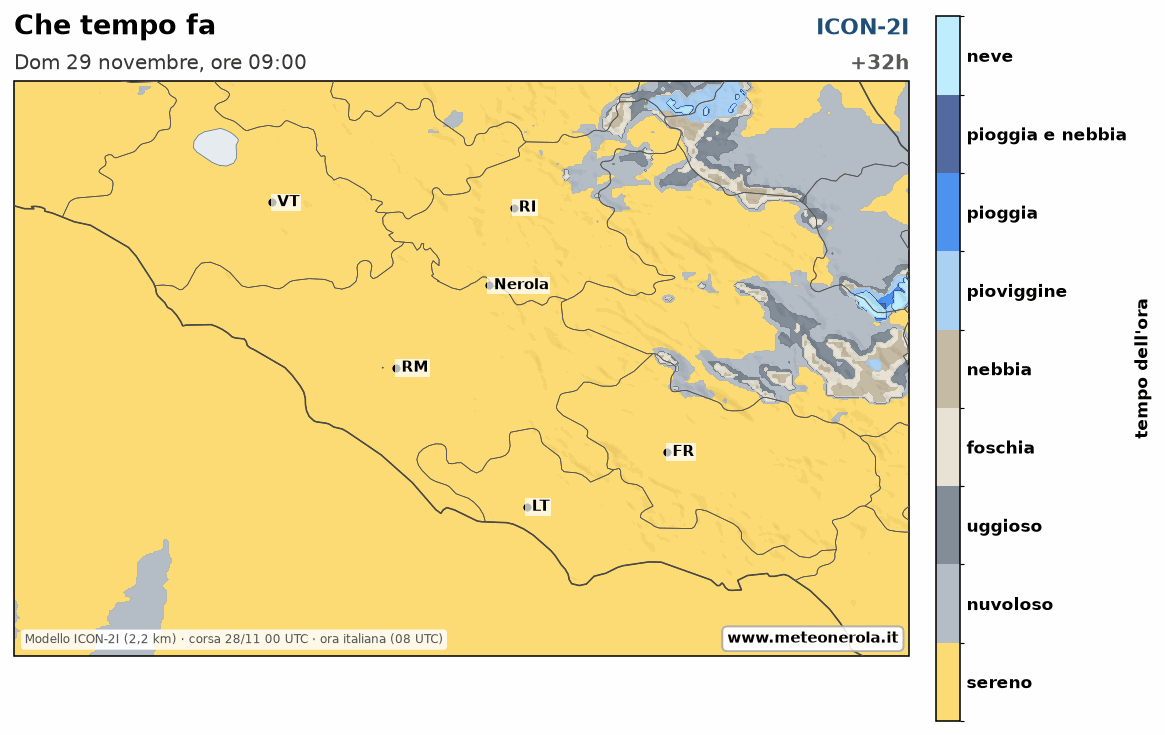 Che tempo fa
ICON-2I
Dom 29 novembre, ore 09:00
+32h
neve
pioggia e nebbia
pioggia
pioviggine
nebbia
foschia
uggioso
nuvoloso
sereno
tempo dell'ora
VT
RI
Nerola
RM
FR
LT
Modello ICON-2I (2,2 km) · corsa 28/11 00 UTC · ora italiana (08 UTC)
www.meteonerola.it